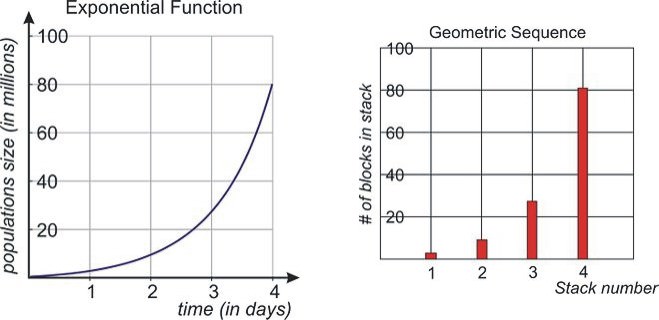 Exponential Function
populations size (in millions)
100
80
60
40
20
1 2 3 4
time (in days)
Geometric Sequence
# of blocks in stack
100
80
60
40
20
1 2 3 4
Stack number